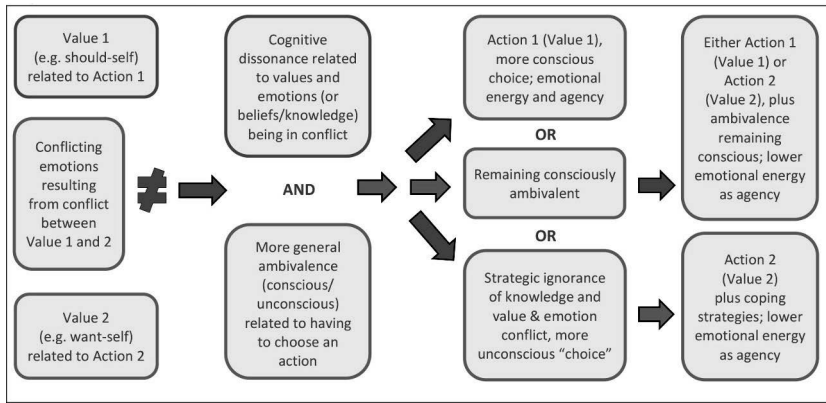 Value 1
(e.g. should-self)
related to Action 1
Conflicting
emotions
resulting
from conflict
between
Value 1 and 2
≠
Value 2
(e.g. want-self)
related to Action 2
Cognitive
dissonance related
to values and
emotions (or
beliefs/knowledge)
being in conflict
AND
More general
ambivalence
(conscious/
unconscious)
related to having
to choose an
action
Action 1 (Value 1),
more conscious
choice; emotional
energy and agency
OR
Remaining consciously
ambivalent
OR
Strategic ignorance
of knowledge and
value & emotion
conflict, more
unconscious “choice”
Either Action 1
(Value 1) or
Action 2
(Value 2), plus
ambivalence
remaining
conscious; lower
emotional energy
as agency
Action 2
(Value 2)
plus coping
strategies; lower
emotional energy
as agency